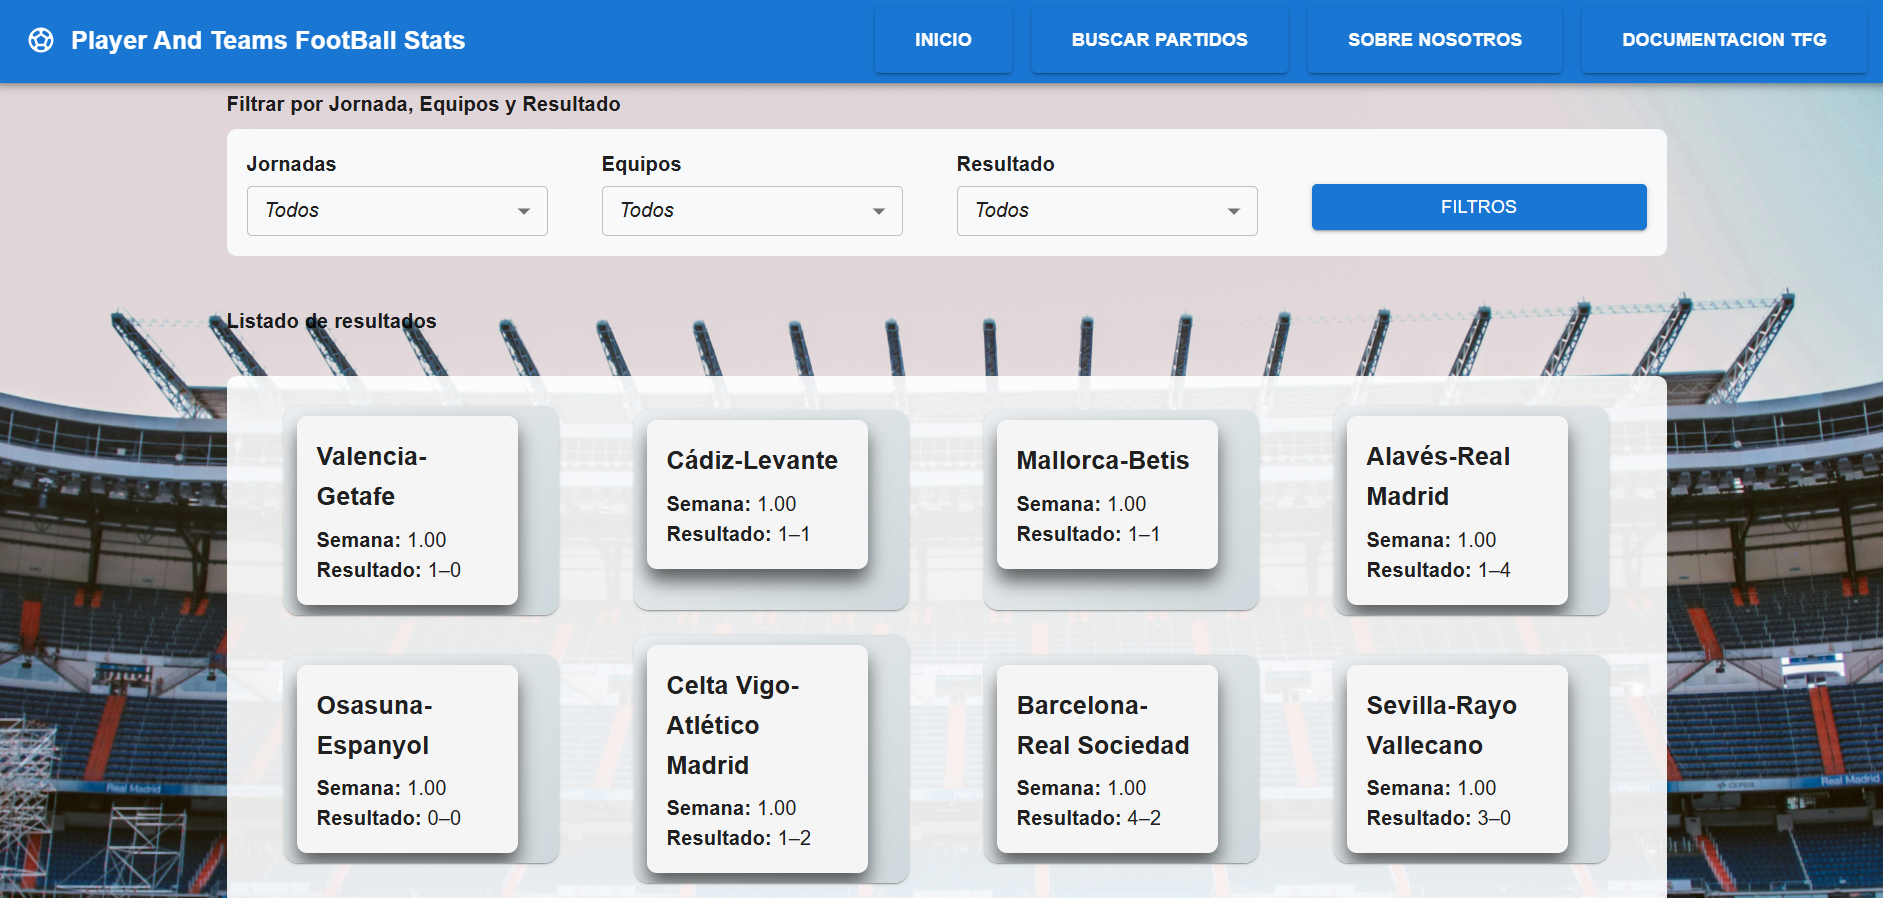 Player And Teams FootBall Stats
INICIO
BUSCAR PARTIDOS
SOBRE NOSOTROS
DOCUMENTACION TFG
Filtrar por Jornada, Equipos y Resultado
Jornadas
Equipos
Resultado
Todos
Todos
Todos
FILTROS
Listado de resultados
Valencia-
Getafe
Semana: 1.00
Resultado: 1–0
Cádiz-Levante
Semana: 1.00
Resultado: 1–1
Mallorca-Betis
Semana: 1.00
Resultado: 1–1
Alavés-Real
Madrid
Semana: 1.00
Resultado: 1–4
Osasuna-
Espanyol
Semana: 1.00
Resultado: 0–0
Celta Vigo-
Atlético
Madrid
Semana: 1.00
Resultado: 1–2
Barcelona-
Real Sociedad
Semana: 1.00
Resultado: 4–2
Sevilla-Rayo
Vallecano
Semana: 1.00
Resultado: 3–0
Real Madrid
CEPSA
Real Madrid